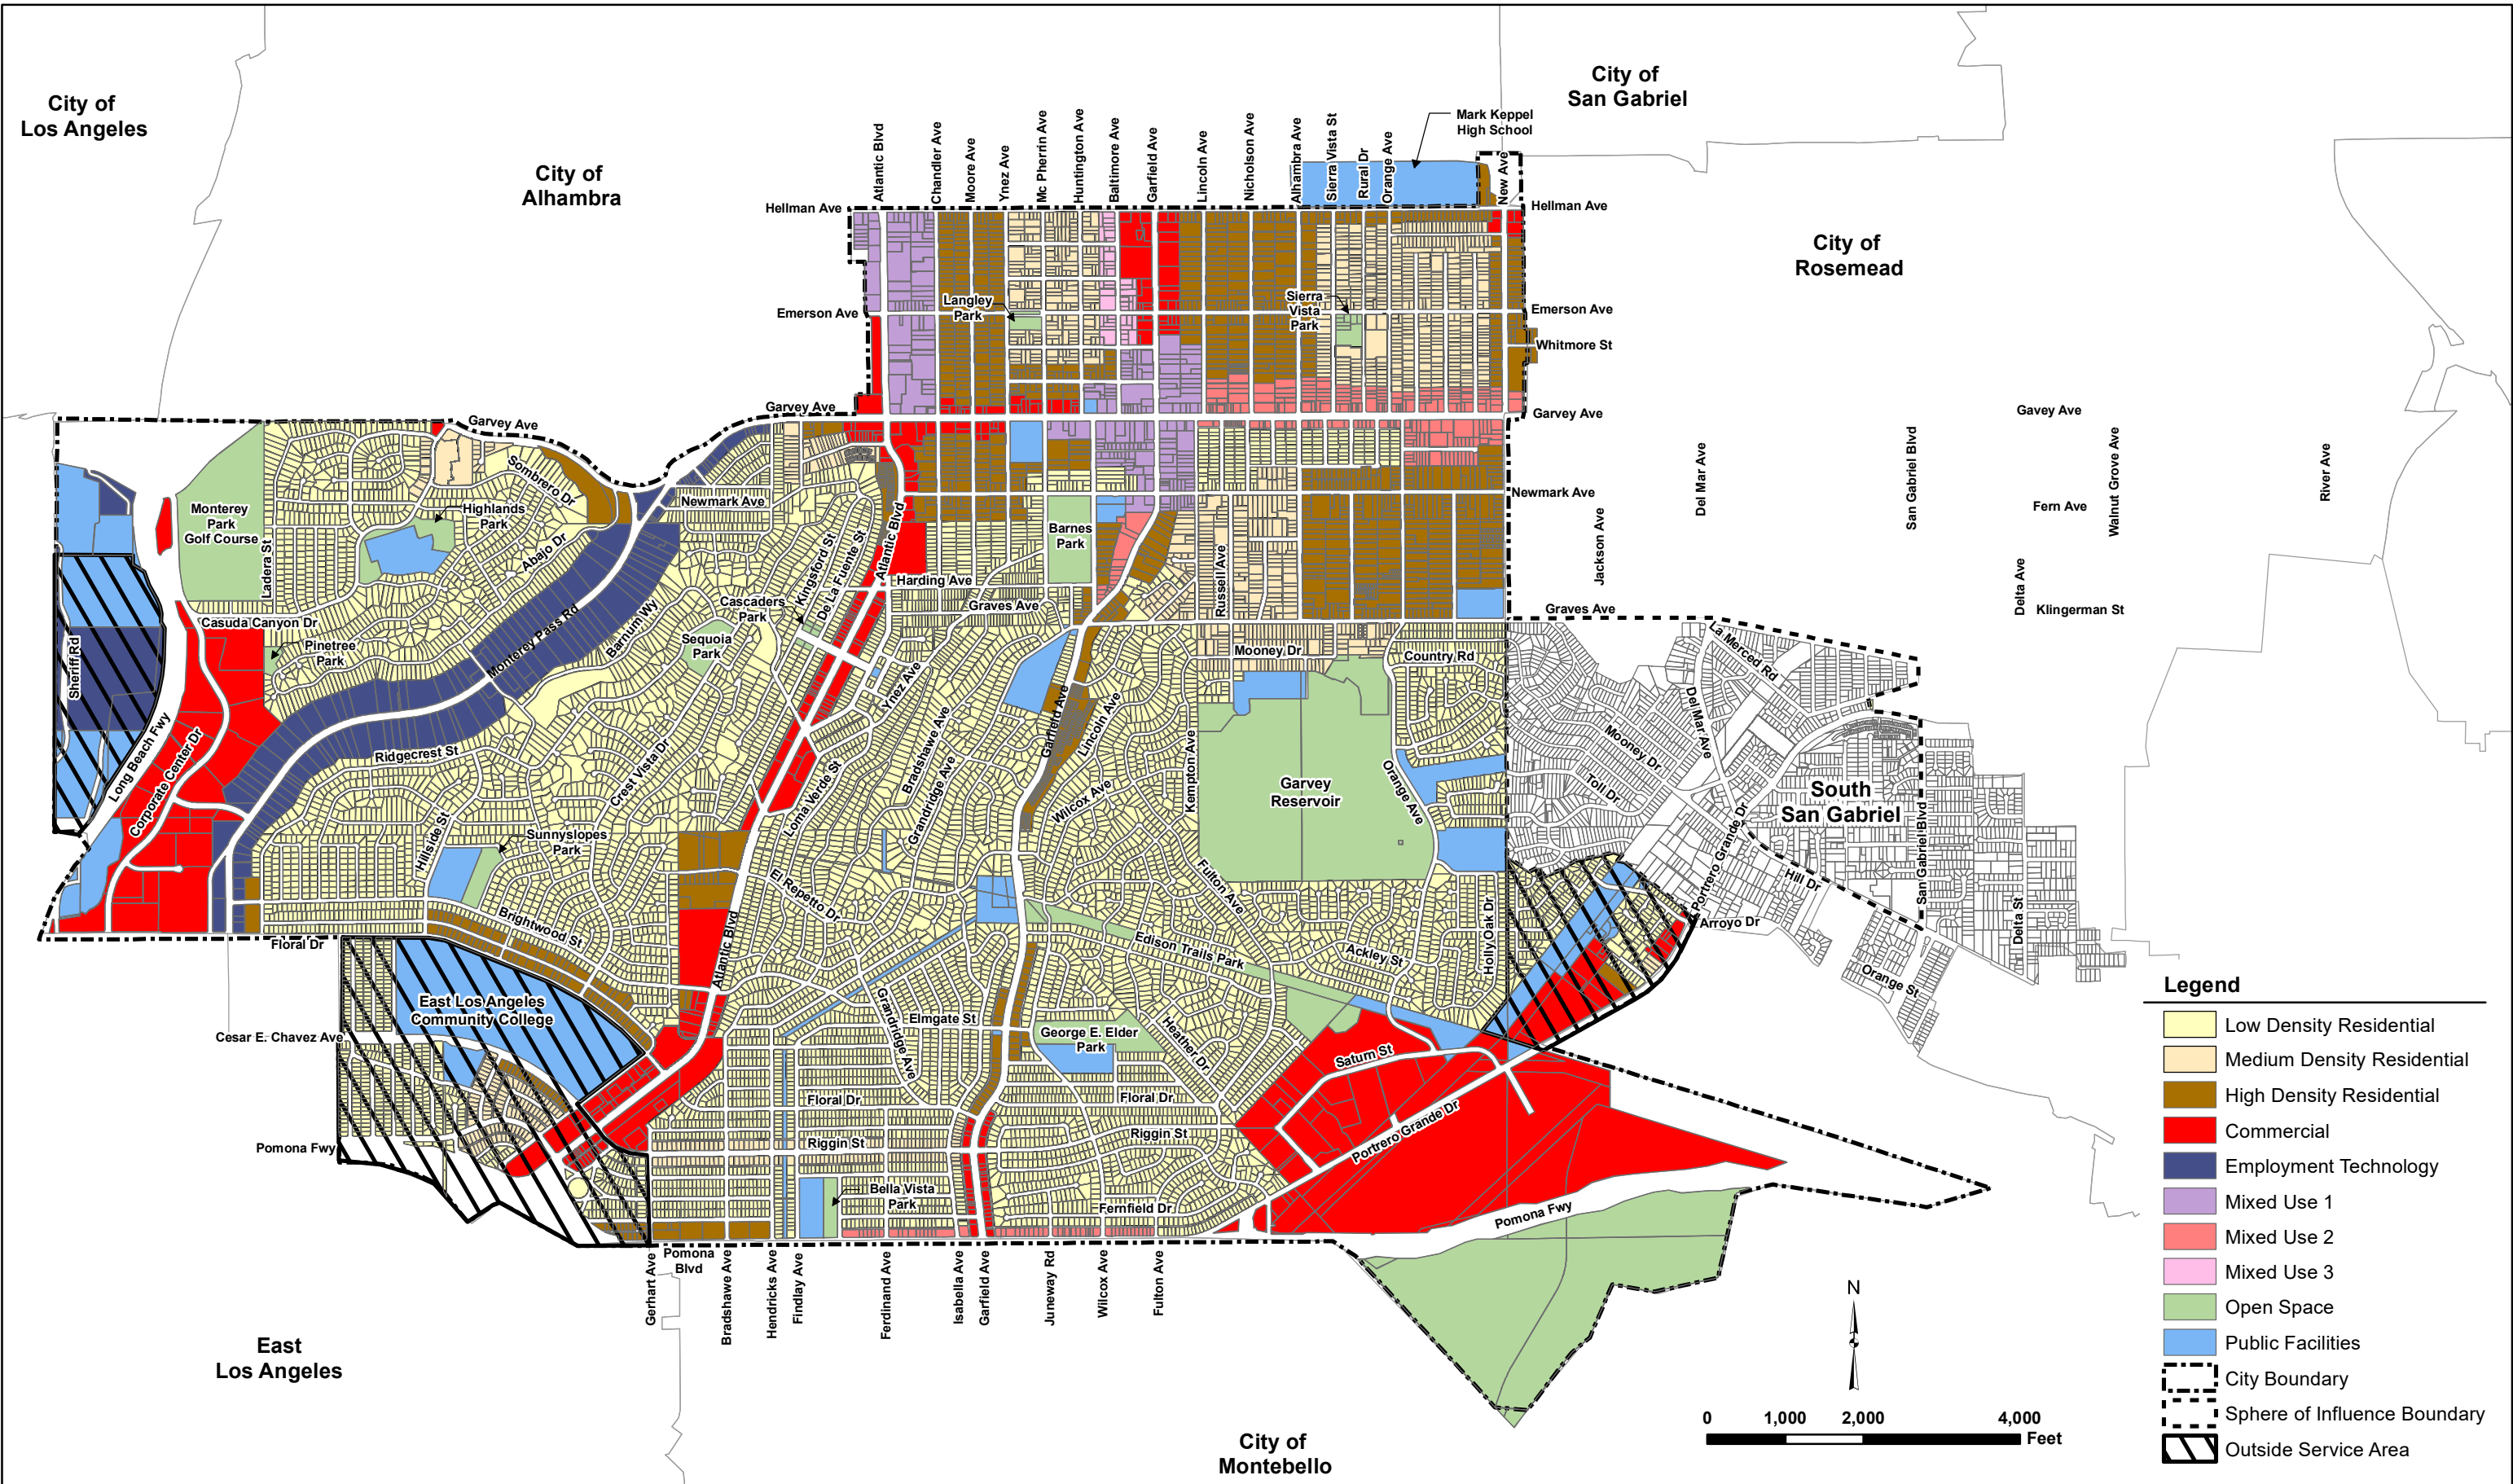 City of
Los Angeles
City of
Alhambra
City of
San Gabriel
City of
Rosemead
Mark Keppel
High School
Atlantic Blvd
Chandler Ave
Moore Ave
Ynez Ave
Mc Pherrin Ave
Huntington Ave
Baltimore Ave
Garfield Ave
Lincoln Ave
Nicholson Ave
Alhambra Ave
Sierra Vista St
Rural Dr
Orange Ave
New Ave
Hellman Ave
Hellman Ave
Langley
Park
Sierra
Vista
Park
Emerson Ave
Emerson Ave
Whitmore St
Garvey Ave
Garvey Ave
Garvey Ave
Gavey Ave
Sombrero Dr
Highlands
Park
Newmark Ave
Newmark Ave
Monterey
Park
Golf Course
Ladera St
Abajo Dr
Kingsford St
De La Fuente St
Atlantic Blvd
Barnes
Park
Russell Ave
Jackson Ave
Del Mar Ave
San Gabriel Blvd
Fern Ave
Walnut Grove Ave
River Ave
Delta Ave
Klingerman St
Harding Ave
Graves Ave
Graves Ave
Cascaders
Park
Sequoia
Park
Casuda Canyon Dr
Pinetree
Park
Monterey Pass Rd
Barnum Wy
Sheriff Rd
Long Beach Fwy
Corporate Center Dr
Ridgecrest St
Crest Vista Dr
Ynez Ave
Bradshawe Ave
Grandridge Ave
Loma Verde St
Garfield Ave
Lincoln Ave
Wilcox Ave
Kempton Ave
Mooney Dr
Country Rd
Garvey
Reservoir
Orange Ave
La Merced Rd
Del Mar Ave
Mooney Dr
Toll Dr
South
San Gabriel
Portrero Grande Dr
Hill Dr
San Gabriel Blvd
Arroyo Dr
Orange St
Delta St
Hillside St
Sunnyslopes
Park
Brightwood St
El Repetto Dr
Atlantic Blvd
Fulton Ave
Edison Trails Park
Ackley St
Holly Oak Dr
Floral Dr
East Los Angeles
Community College
Cesar E. Chavez Ave
Pomona Fwy
Grandridge Ave
Elmgate St
George E. Elder
Park
Heather Dr
Saturn St
Portrero Grande Dr
Floral Dr
Floral Dr
Riggin St
Riggin St
Bella Vista
Park
Fernfield Dr
Pomona Fwy
Gerhart Ave
Pomona
Blvd
Bradshawe Ave
Hendricks Ave
Findlay Ave
Ferdinand Ave
Isabella Ave
Garfield Ave
Juneway Rd
Wilcox Ave
Fulton Ave
East
Los Angeles
City of
Montebello
N
0 1,000 2,000 4,000
Feet
Legend
Low Density Residential
Medium Density Residential
High Density Residential
Commercial
Employment Technology
Mixed Use 1
Mixed Use 2
Mixed Use 3
Open Space
Public Facilities
City Boundary
Sphere of Influence Boundary
Outside Service Area